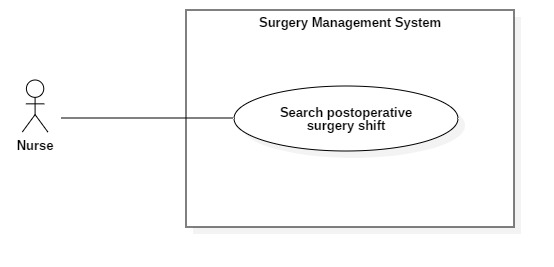 Surgery Management System
Search postoperative
surgery shift
Nurse